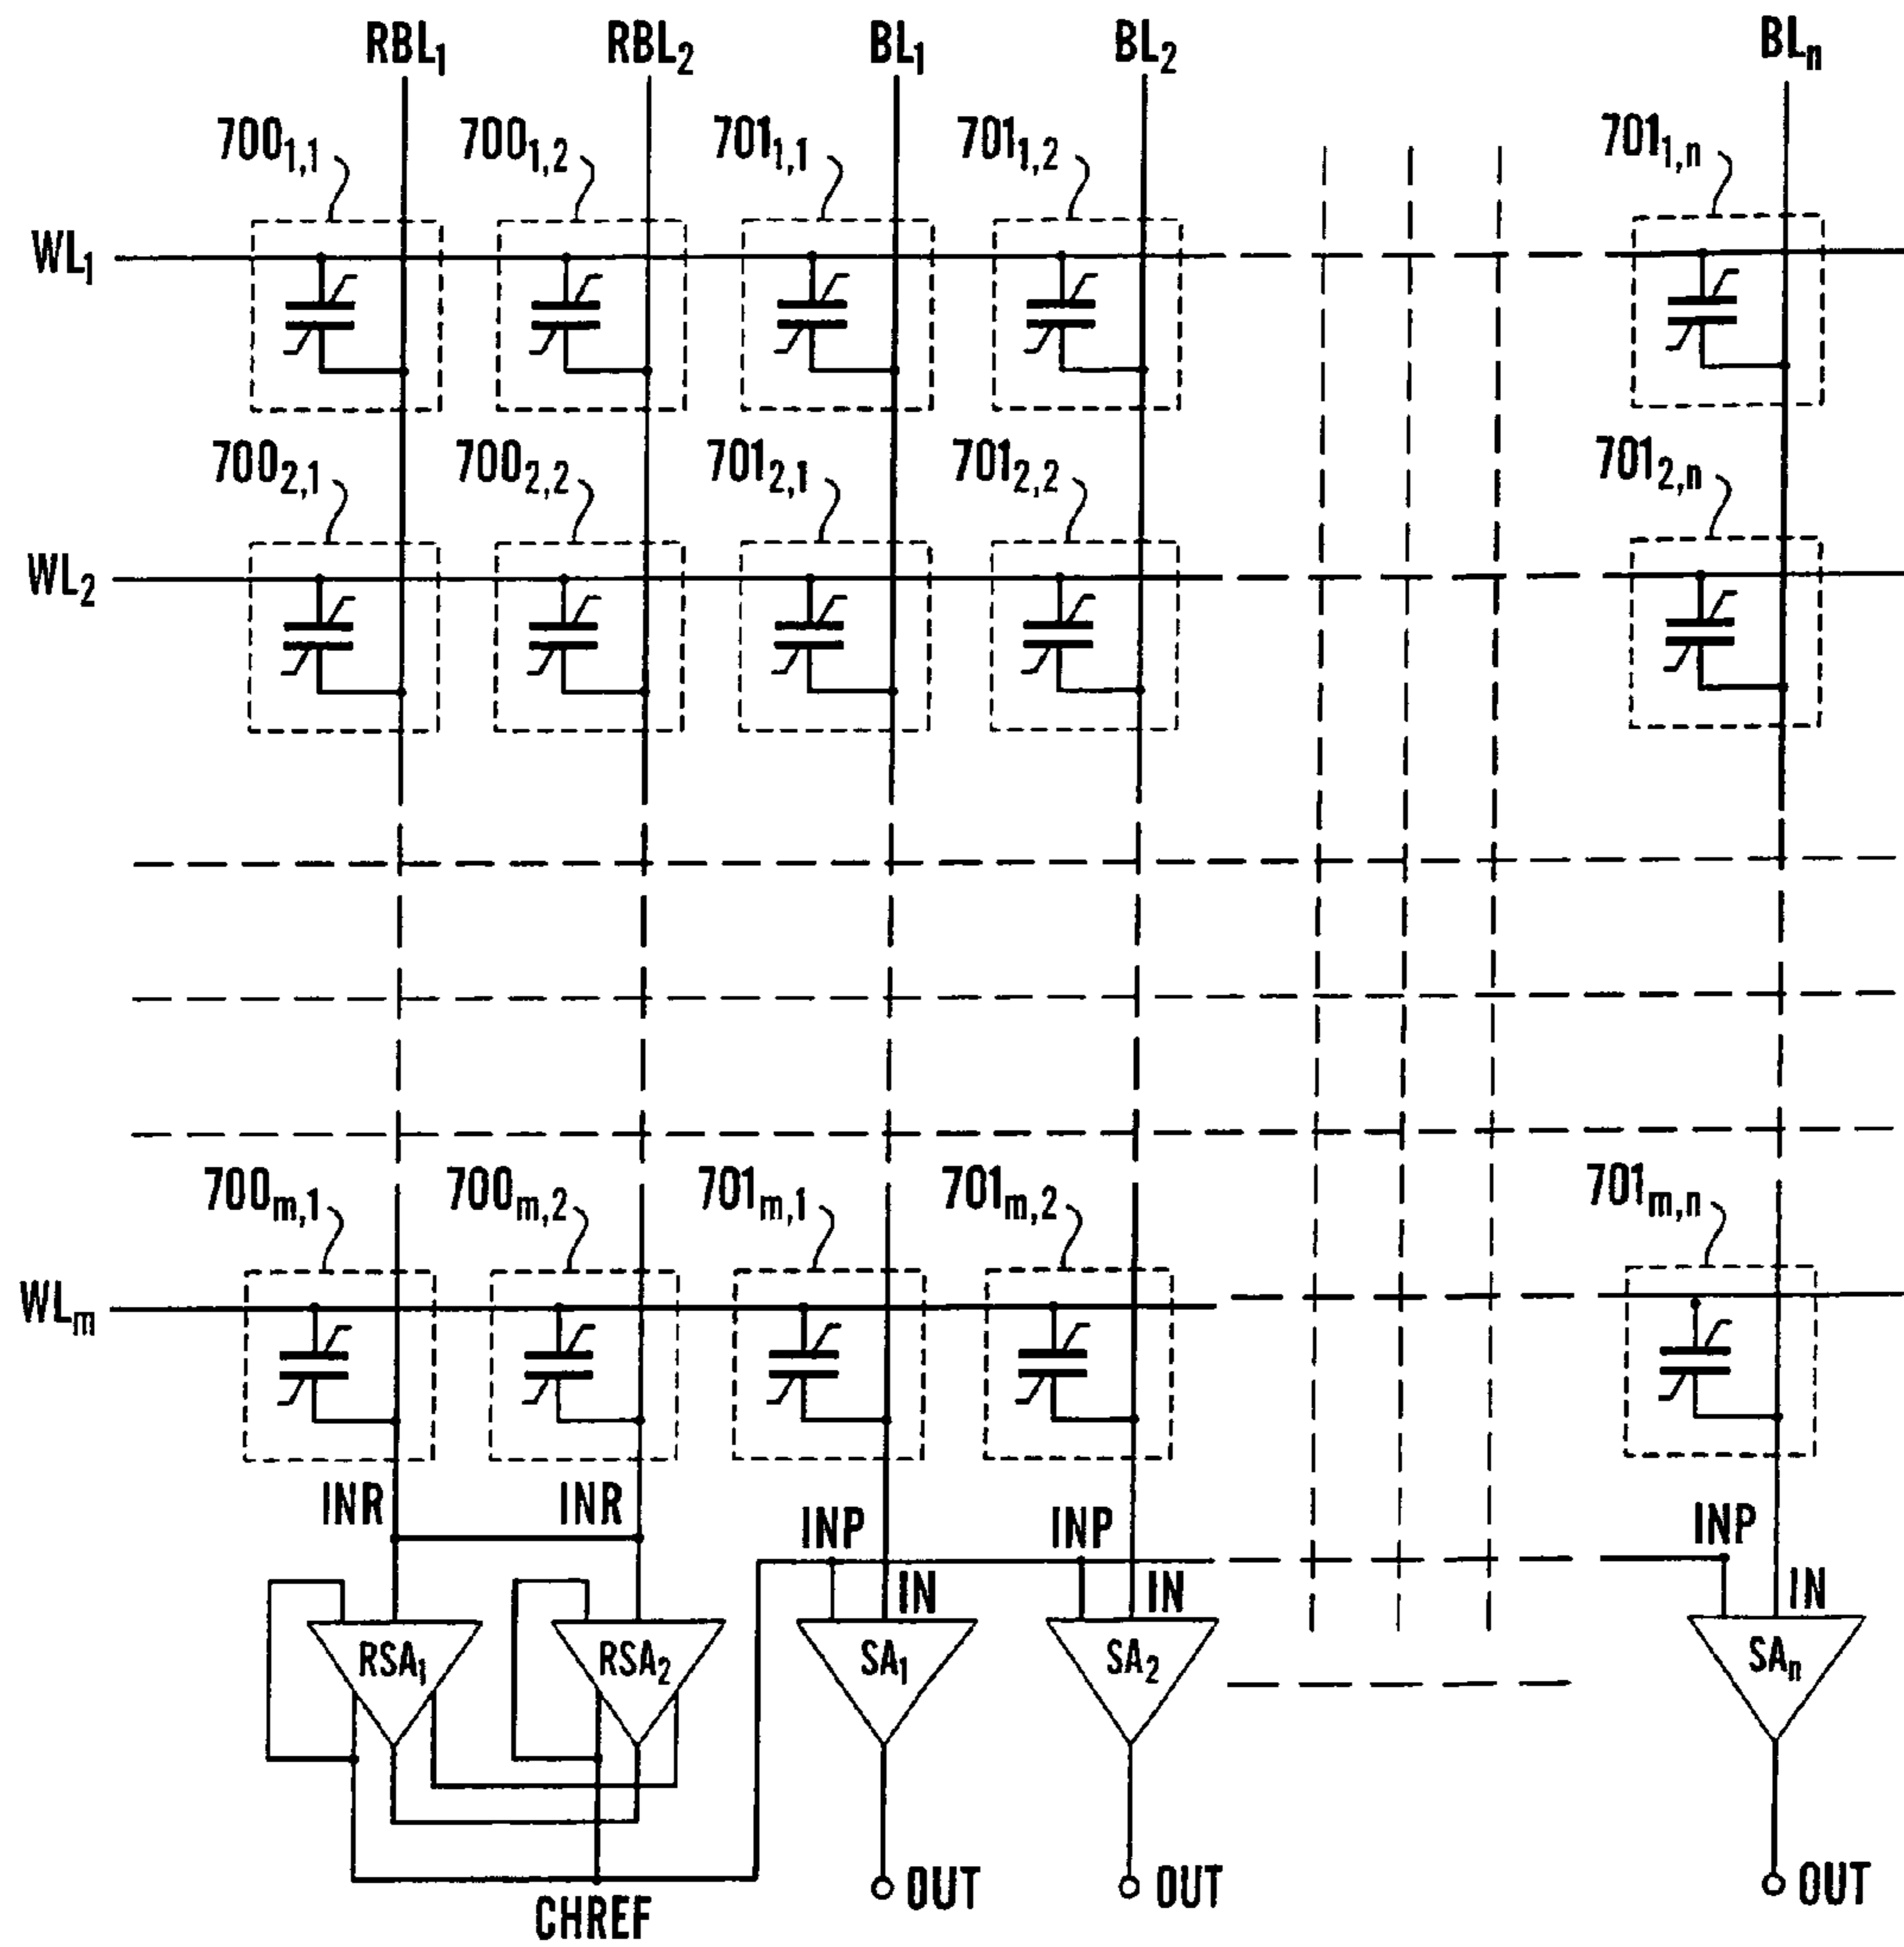 RBL1 RBL2 BL1 BL2 BLn
7001,1 7001,2 7011,1 7011,2 7011,n
WL1
7002,1 7002,2 7012,1 7012,2 7012,n
WL2
700m,1 700m,2 701m,1 701m,2 701m,n
WLm
INR INR INP INP INP
IN IN IN
RSA1 RSA2 SA1 SA2 SAn
OUT OUT OUT
CHREF